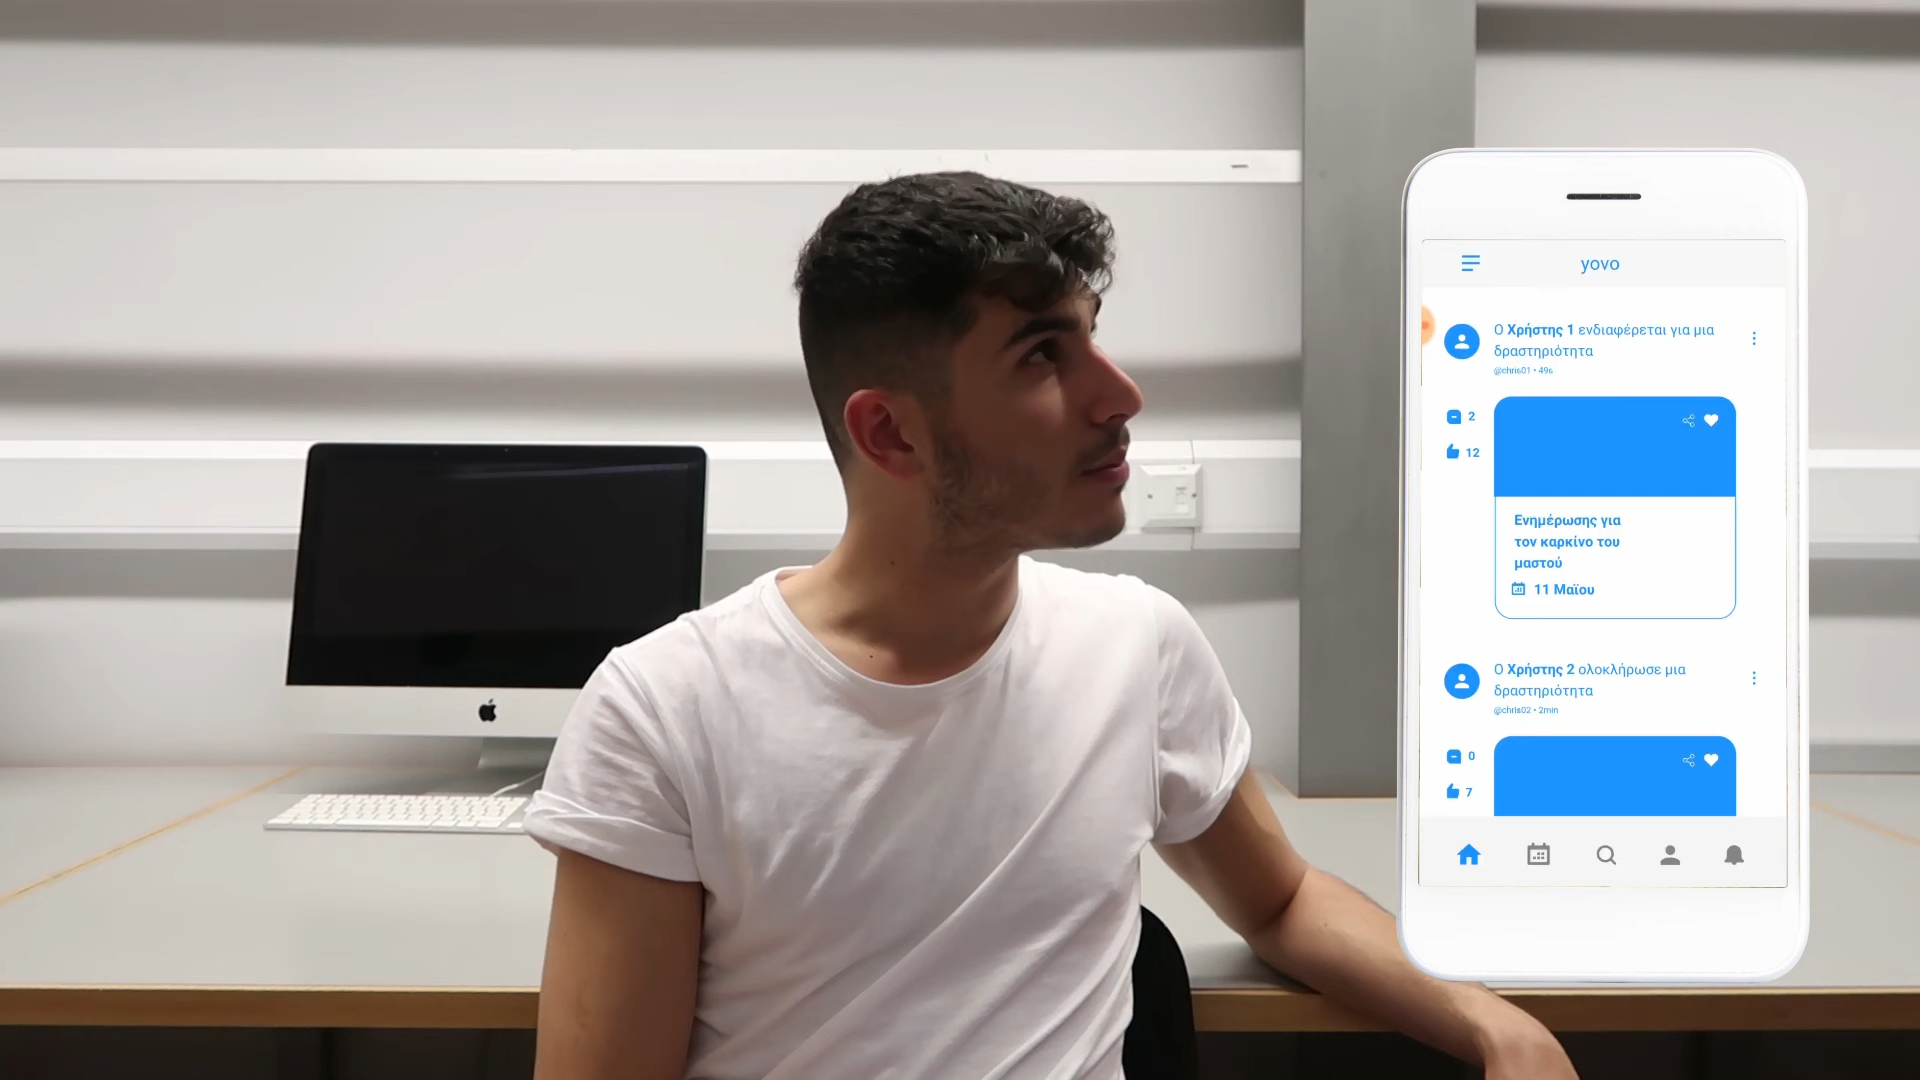 yovo
Ο Χρήστης 1 ενδιαφέρεται για μια
δραστηριότητα
@chris01 • 49s
2
12
Ενημέρωσης για
τον καρκίνο του
μαστού
11 Μαΐου
Ο Χρήστης 2 ολοκλήρωσε μια
δραστηριότητα
@chris02 • 2min
0
7